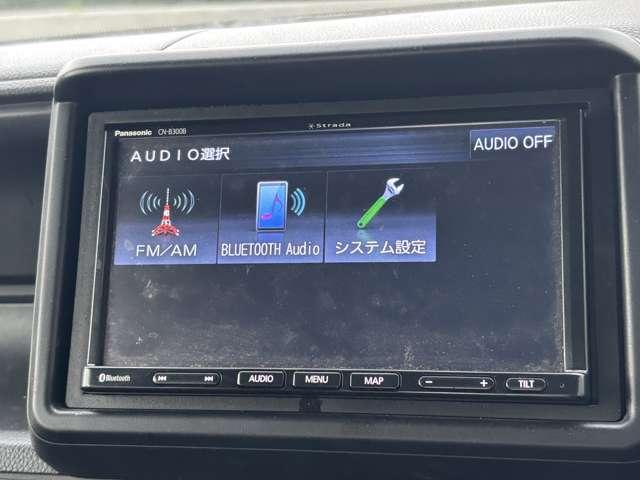 Panasonic CN-B300B
Strada
AUDIO選択
AUDIO OFF
FM/AM
BLUETOOTH Audio
システム設定
Bluetooth
AUDIO
MENU
MAP
− +
TILT